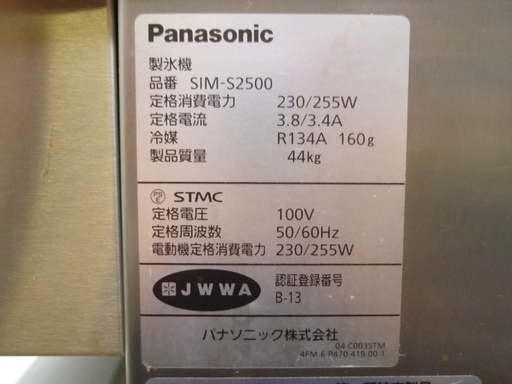 Panasonic
製氷機
品番 SIM-S2500
定格消費電力 230/255W
定格電流 3.8/3.4A
冷媒 R134A 160g
製品質量 44kg
PS E STMC
定格電圧 100V
定格周波数 50/60Hz
電動機定格消費電力 230/255W
JWWA 認証登録番号
B-13
パナソニック株式会社
04-C003STM
4FM-6-P470 419-00 1